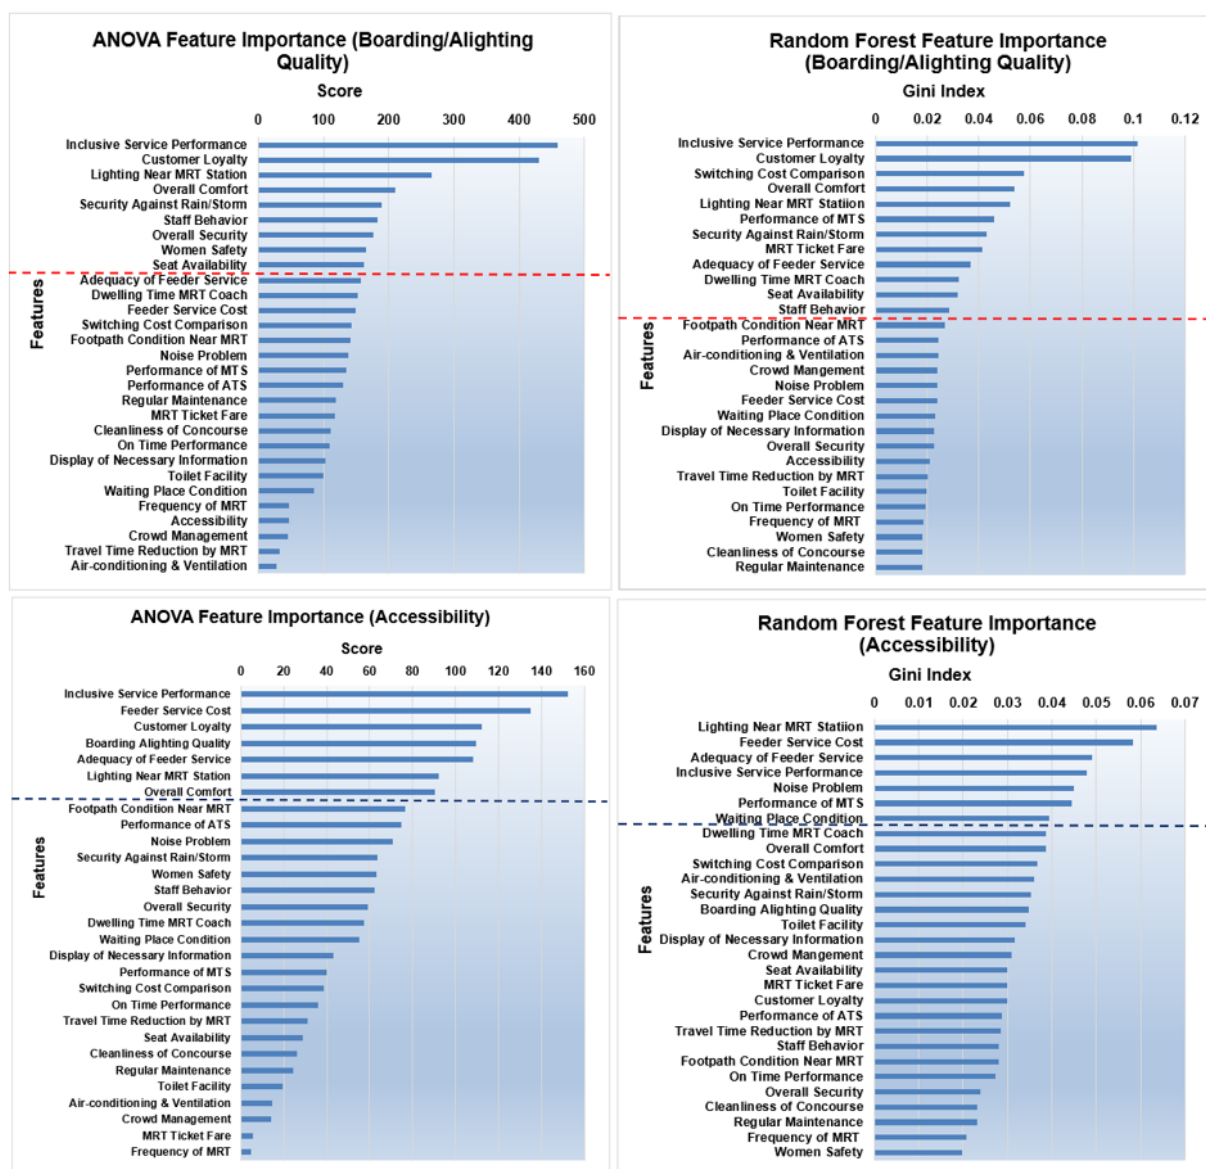 ANOVA Feature Importance (Boarding/Alighting
Quality)
Score
0 100 200 300 400 500
Features
Inclusive Service Performance
Customer Loyalty
Lighting Near MRT Station
Overall Comfort
Security Against Rain/Storm
Staff Behavior
Overall Security
Women Safety
Seat Availability
Adequacy of Feeder Service
Dwelling Time MRT Coach
Feeder Service Cost
Switching Cost Comparison
Footpath Condition Near MRT
Noise Problem
Performance of MTS
Performance of ATS
Regular Maintenance
MRT Ticket Fare
Cleanliness of Concourse
On Time Performance
Display of Necessary Information
Toilet Facility
Waiting Place Condition
Frequency of MRT
Accessibility
Crowd Management
Travel Time Reduction by MRT
Air-conditioning & Ventilation
Random Forest Feature Importance
(Boarding/Alighting Quality)
Gini Index
0 0.02 0.04 0.06 0.08 0.1 0.12
Features
Inclusive Service Performance
Customer Loyalty
Switching Cost Comparison
Overall Comfort
Lighting Near MRT Statiion
Performance of MTS
Security Against Rain/Storm
MRT Ticket Fare
Adequacy of Feeder Service
Dwelling Time MRT Coach
Seat Availability
Staff Behavior
Footpath Condition Near MRT
Performance of ATS
Air-conditioning & Ventilation
Crowd Mangement
Noise Problem
Feeder Service Cost
Waiting Place Condition
Display of Necessary Information
Overall Security
Accessibility
Travel Time Reduction by MRT
Toilet Facility
On Time Performance
Frequency of MRT
Women Safety
Cleanliness of Concourse
Regular Maintenance
ANOVA Feature Importance (Accessibility)
Score
0 20 40 60 80 100 120 140 160
Features
Inclusive Service Performance
Feeder Service Cost
Customer Loyalty
Boarding Alighting Quality
Adequacy of Feeder Service
Lighting Near MRT Station
Overall Comfort
Footpath Condition Near MRT
Performance of ATS
Noise Problem
Security Against Rain/Storm
Women Safety
Staff Behavior
Overall Security
Dwelling Time MRT Coach
Waiting Place Condition
Display of Necessary Information
Performance of MTS
Switching Cost Comparison
On Time Performance
Travel Time Reduction by MRT
Seat Availability
Cleanliness of Concourse
Regular Maintenance
Toilet Facility
Air-conditioning & Ventilation
Crowd Management
MRT Ticket Fare
Frequency of MRT
Random Forest Feature Importance
(Accessibility)
Gini Index
0 0.01 0.02 0.03 0.04 0.05 0.06 0.07
Features
Lighting Near MRT Statiion
Feeder Service Cost
Adequacy of Feeder Service
Inclusive Service Performance
Noise Problem
Performance of MTS
Waiting Place Condition
Dwelling Time MRT Coach
Overall Comfort
Switching Cost Comparison
Air-conditioning & Ventilation
Security Against Rain/Storm
Boarding Alighting Quality
Toilet Facility
Display of Necessary Information
Crowd Mangement
Seat Availability
MRT Ticket Fare
Customer Loyalty
Performance of ATS
Travel Time Reduction by MRT
Staff Behavior
Footpath Condition Near MRT
On Time Performance
Overall Security
Cleanliness of Concourse
Regular Maintenance
Frequency of MRT
Women Safety